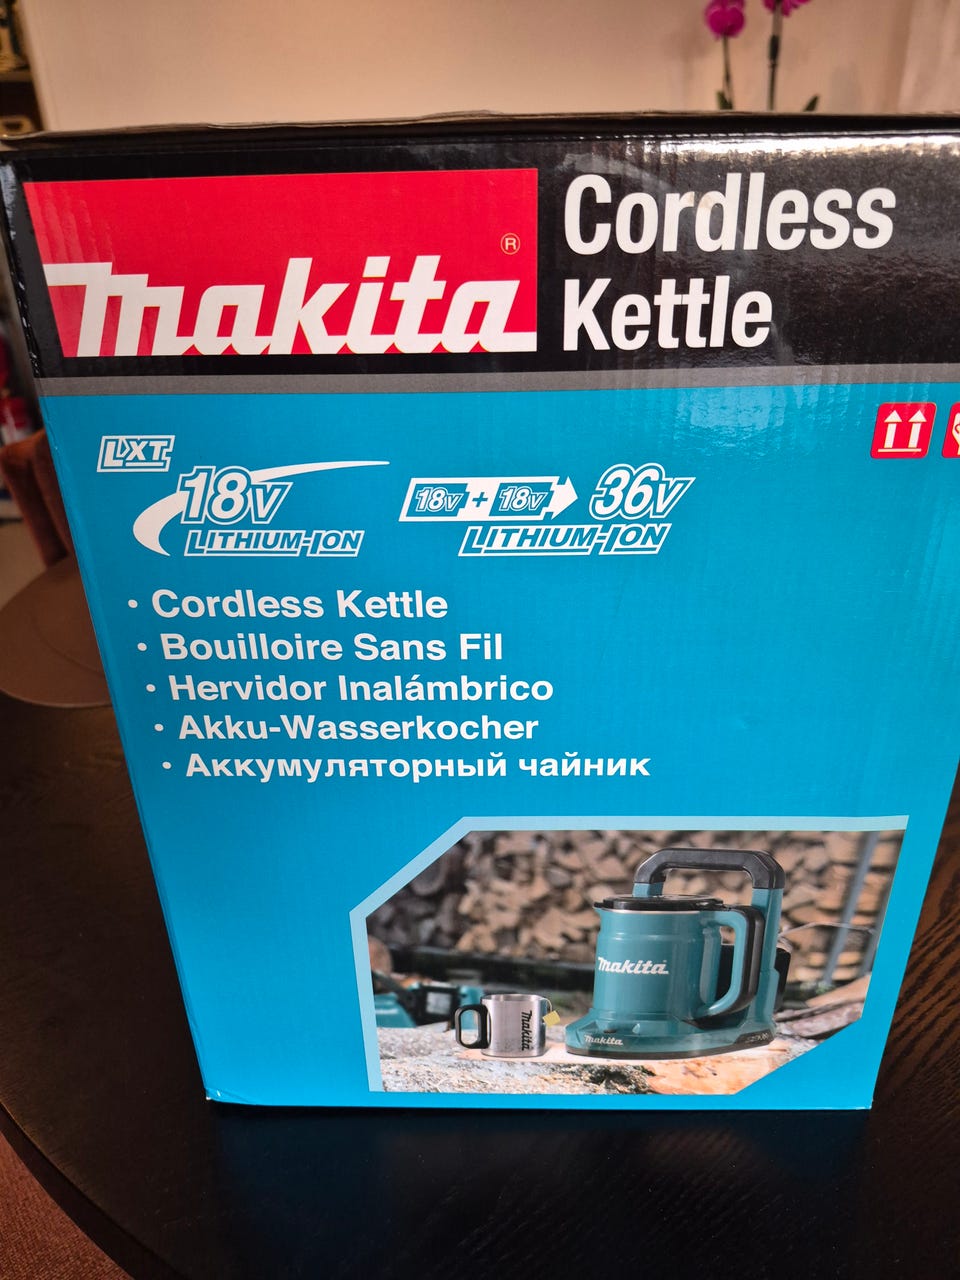 makita®
Cordless
Kettle
LXT
18V
LITHIUM-ION
18V + 18V 36V
LITHIUM-ION
• Cordless Kettle
• Bouilloire Sans Fil
• Hervidor Inalámbrico
• Akku-Wasserkocher
• Аккумуляторный чайник
makita
makita
makita